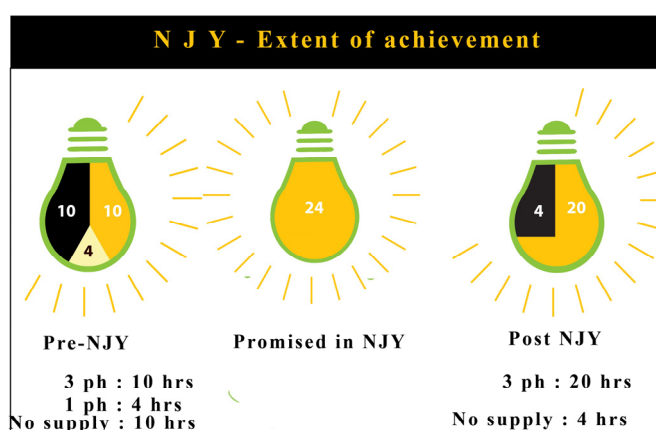 N J Y - Extent of achievement
10 10
4
24
4 20
Pre-NJY
3 ph : 10 hrs
1 ph : 4 hrs
No supply : 10 hrs
Promised in NJY
Post NJY
3 ph : 20 hrs
No supply : 4 hrs